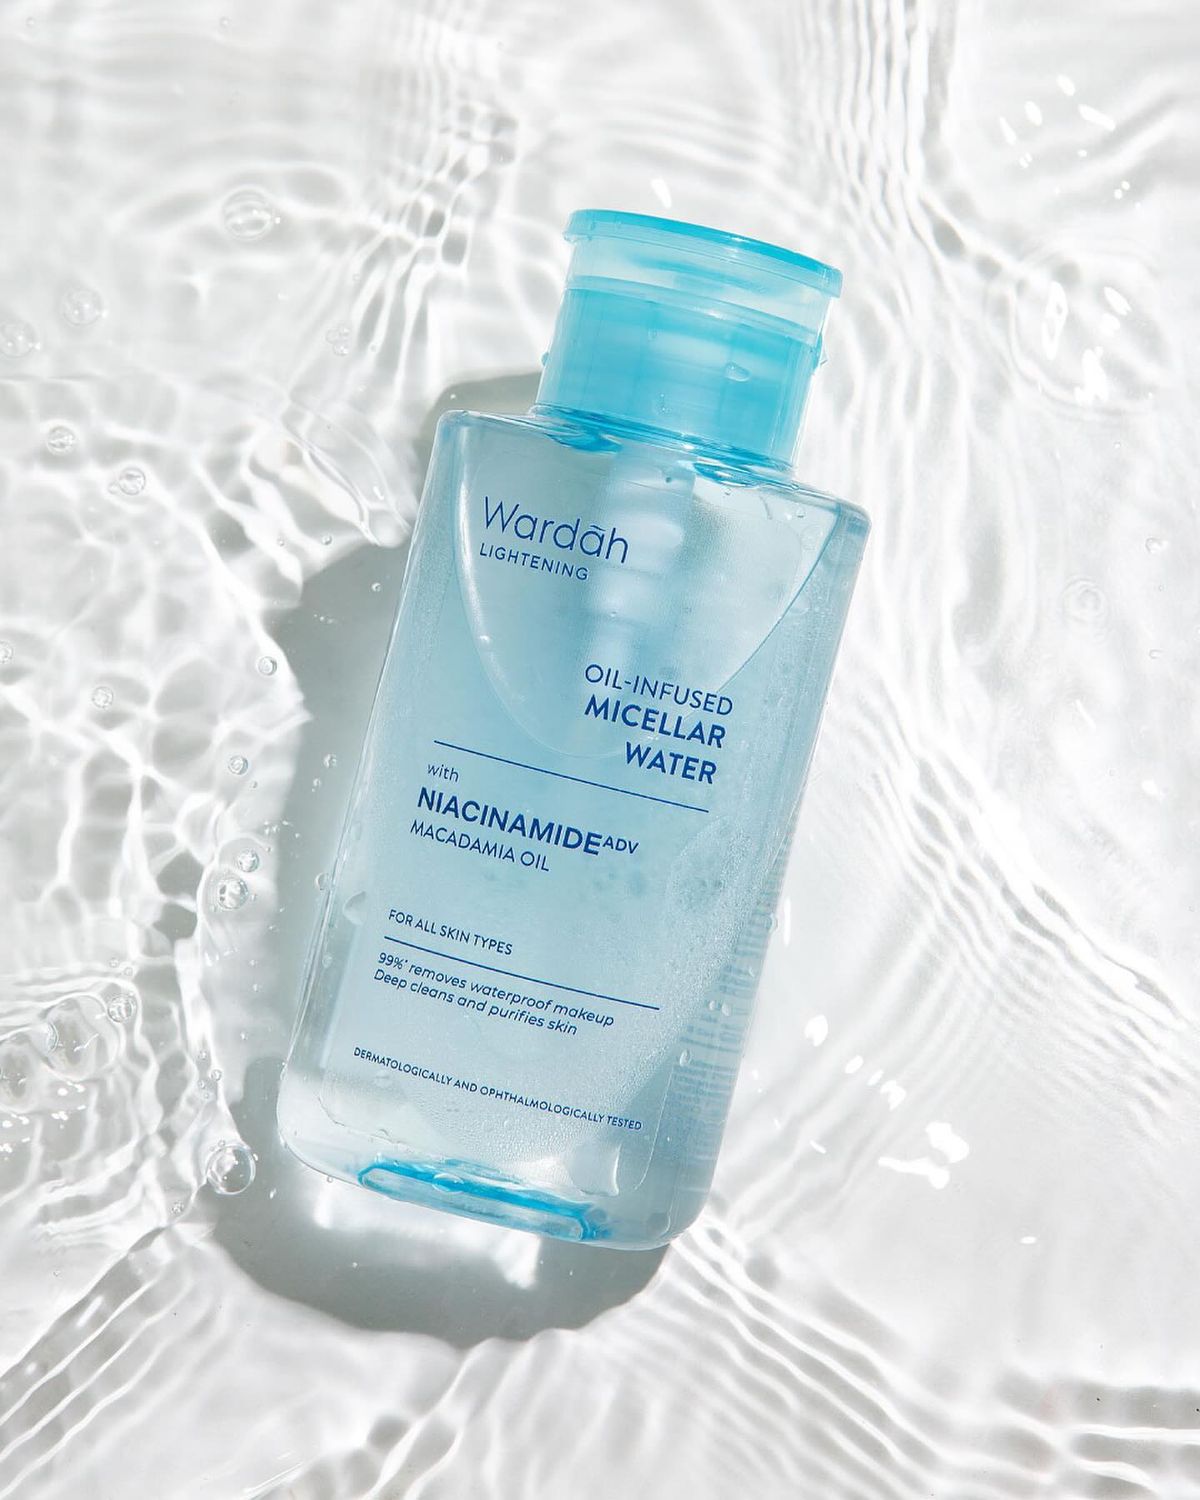 Wardãh
LIGHTENING
OIL-INFUSED
MICELLAR
WATER
with
NIACINAMIDEᴬᴰⱽ
MACADAMIA OIL
FOR ALL SKIN TYPES
99%* removes waterproof makeup
Deep cleans and purifies skin
DERMATOLOGICALLY AND OPHTHALMOLOGICALLY TESTED